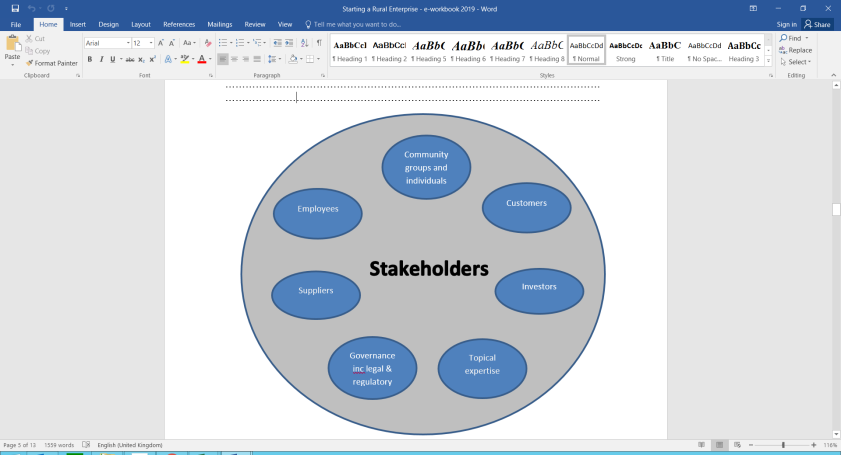 Starting a Rural Enterprise - e-workbook 2019 - Word
File Home Insert Design Layout References Mailings Review View Tell me what you want to do... Sign in Share
Cut
Copy
Format Painter
Paste
Clipboard
Arial 12
Font
Paragraph
AaBbCcI AaBbCcI AaBb( AaBb( AaBb( AaBbC AaBbCcDd AaBbCcDc AaBbC AaBbCcDd AaBbCc
¶ Heading 1 ¶ Heading 2 ¶ Heading 5 ¶ Heading 6 ¶ Heading 7 ¶ Heading 8 ¶ Normal Strong ¶ Title ¶ No Spac... Heading 3
Styles
Find
Replace
Select
Editing
Community
groups and
individuals
Employees
Customers
Stakeholders
Suppliers
Investors
Governance
inc legal &
regulatory
Topical
expertise
Page 5 of 13 1559 words English (United Kingdom) 116%